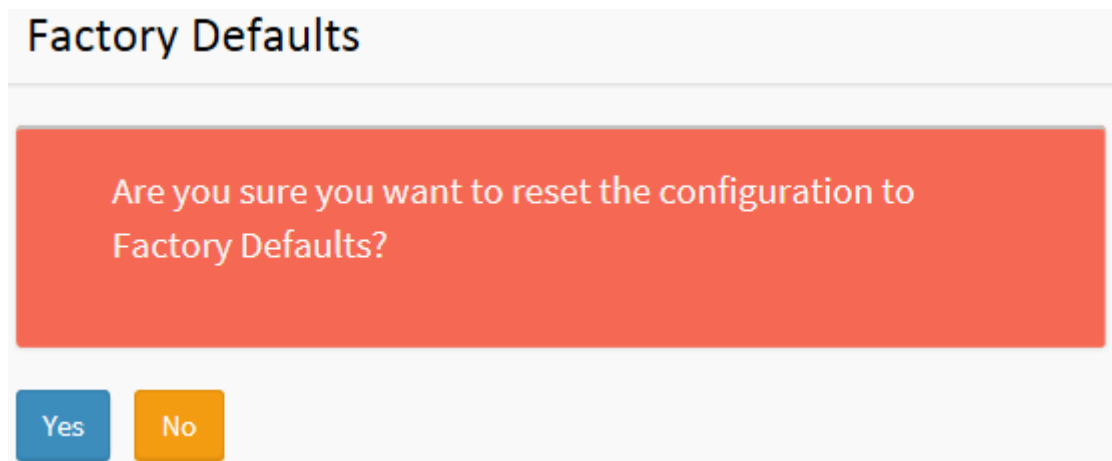 Factory Defaults
Are you sure you want to reset the configuration to
Factory Defaults?
Yes No